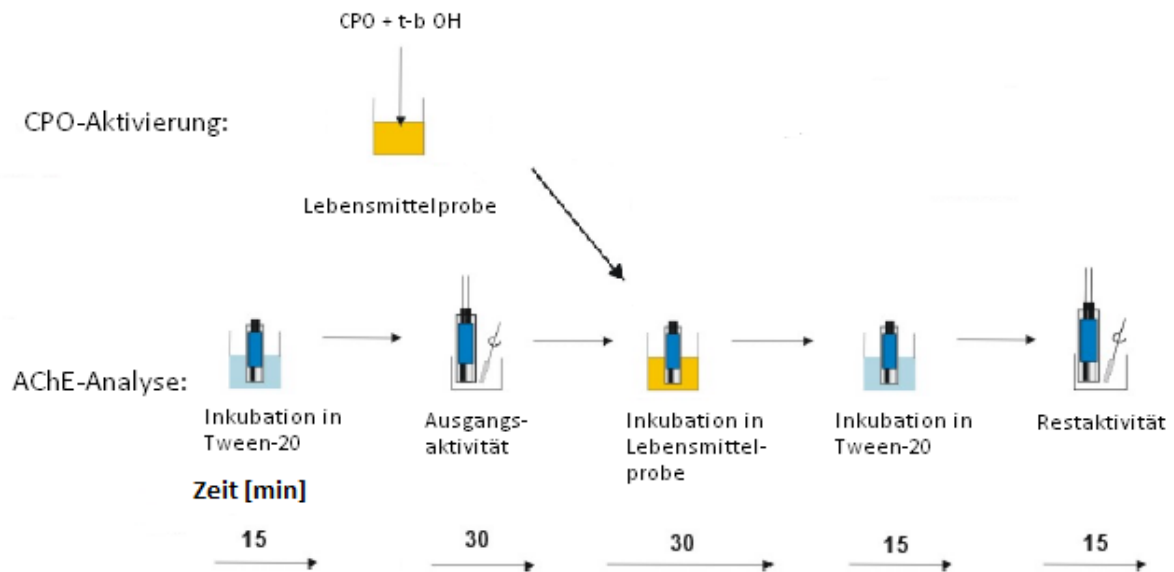 CPO + t-b OH
CPO-Aktivierung:
Lebensmittelprobe
AChE-Analyse:
Inkubation in
Tween-20
Ausgangs-
aktivität
Inkubation in
Lebensmittel-
probe
Inkubation in
Tween-20
Restaktivität
Zeit [min]
15
30
30
15
15